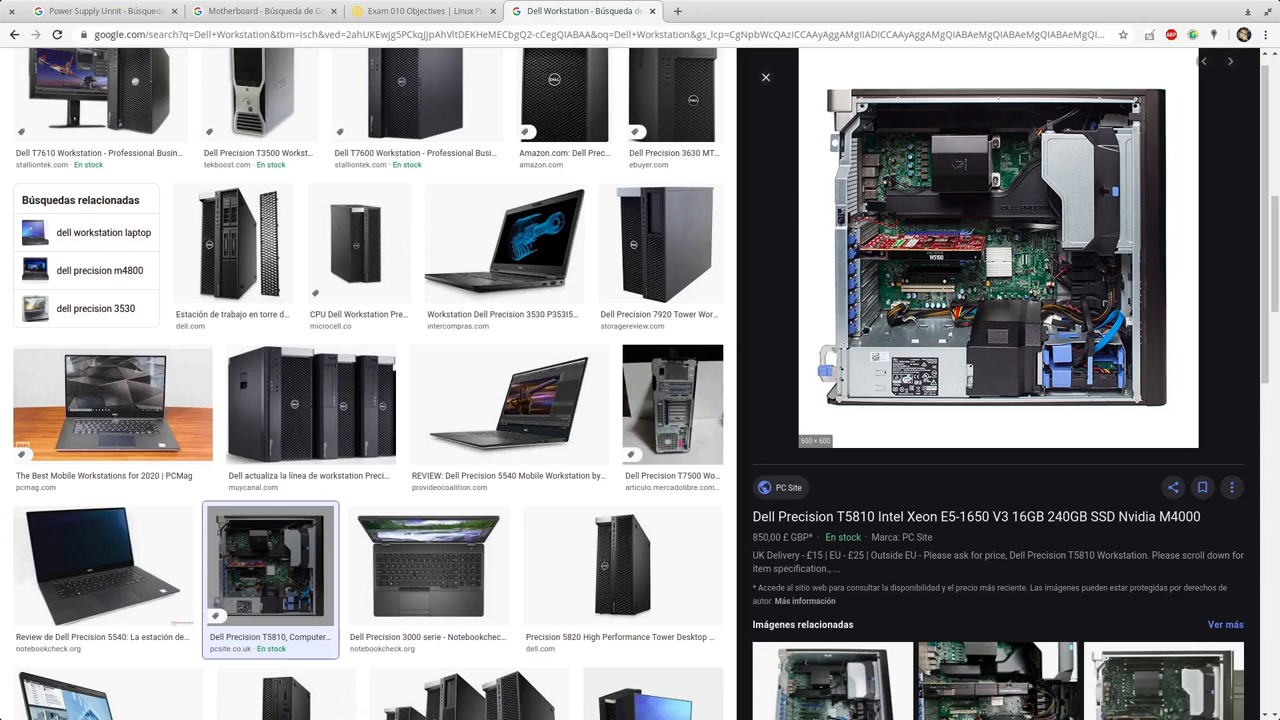 Power Supply Unnit - Búsqueda
Motherboard - Búsqueda de G
Exam 010 Objectives | Linux P
Dell Workstation - Búsqueda de
google.com/search?q=Dell+Workstation&tbm=isch&ved=2ahUKEwjg5PCkqJjpAhVltDEKHeMECbgQ2-cCegQIABAA&oq=Dell+Workstation&gs_lcp=CgNpbWcQAzICCAAyAggAMgIIADICCAAyAggAMgIIABAeMgQIABAeMgQIABAeMgQIABAeMgQIABAeMgQIABAeMgQIABAeMgQIABAeMgQIABAeMgQIABAeMgQIABAeMgQIABAeMgQI...
Dell T7610 Workstation - Professional Busin...
stalliontek.com · En stock
Dell Precision T3500 Workst...
tekboost.com · En stock
Dell T7600 Workstation - Professional Busi...
stalliontek.com · En stock
Amazon.com: Dell Prec...
amazon.com
Dell Precision 3630 MT...
ebuyer.com
Búsquedas relacionadas
dell workstation laptop
dell precision m4800
dell precision 3530
Estación de trabajo en torre d...
dell.com
CPU Dell Workstation Pre...
microcell.co
Workstation Dell Precision 3530 P353I5...
intercompras.com
Dell Precision 7920 Tower Wor...
storagereview.com
The Best Mobile Workstations for 2020 | PCMag
pcmag.com
Dell actualiza la línea de workstation Preci...
muycanal.com
REVIEW: Dell Precision 5540 Mobile Workstation by...
provideocoalition.com
Dell Precision T7500 Wo...
articulo.mercadolibre.com...
Review de Dell Precision 5540: La estación de...
notebookcheck.org
Dell Precision T5810, Computer...
pcsite.co.uk · En stock
Dell Precision 3000 serie - Notebookchec...
notebookcheck.org
Precision 5820 High Performance Tower Desktop ...
dell.com
W5100
600 × 600
PC Site
Dell Precision T5810 Intel Xeon E5-1650 V3 16GB 240GB SSD Nvidia M4000
850,00 £ GBP* · En stock · Marca: PC Site
UK Delivery - £15 | EU - £25 | Outside EU - Please ask for price, Dell Precision T5810 Workstation. Please scroll down for
item specification., ...
* Accede al sitio web para consultar la disponibilidad y el precio más reciente. Las imágenes pueden estar protegidas por derechos de
autor. Más información
Imágenes relacionadas
Ver más